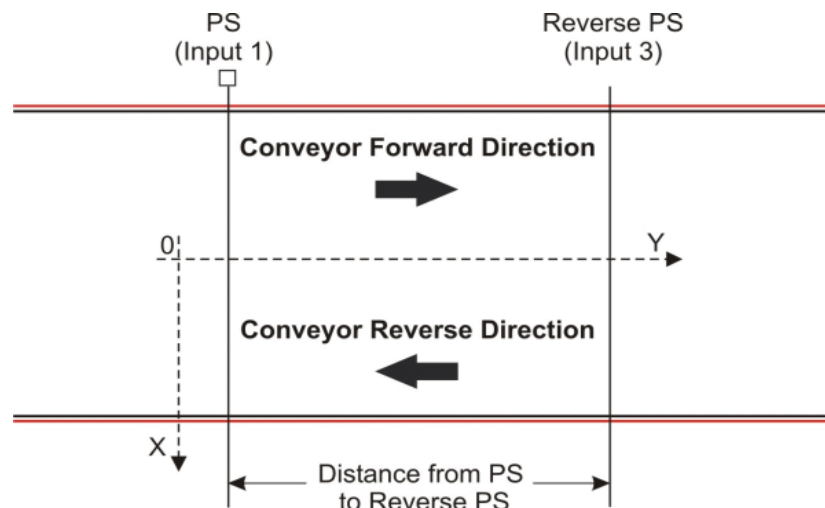 PS
(Input 1)
Reverse PS
(Input 3)
Conveyor Forward Direction
0
Y
Conveyor Reverse Direction
X
Distance from PS
to Reverse PS